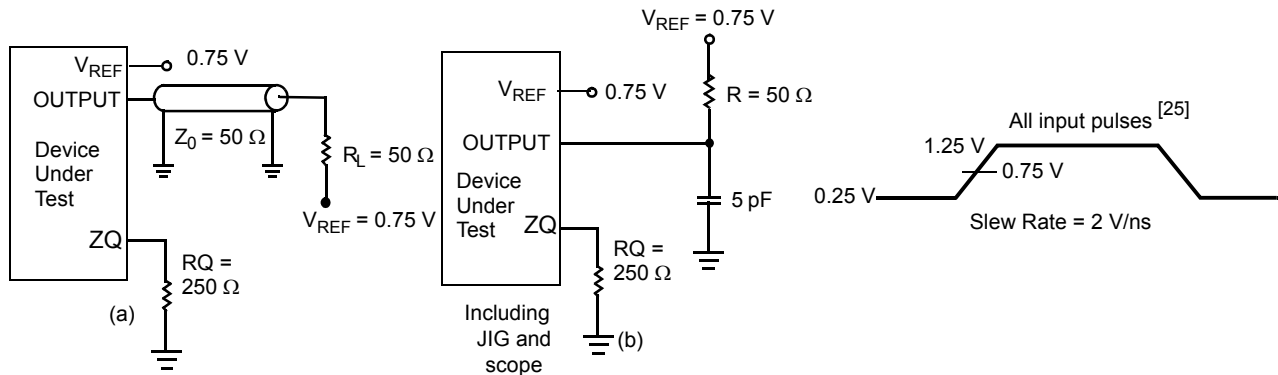 V_REF
0.75 V
OUTPUT
Z_0 = 50 Ω
Device
Under
Test
R_L = 50 Ω
V_REF = 0.75 V
ZQ
RQ =
250 Ω
(a)
V_REF = 0.75 V
R = 50 Ω
V_REF
0.75 V
OUTPUT
Device
Under
Test
5 pF
ZQ
RQ =
250 Ω
Including
JIG and
scope
(b)
All input pulses [25]
1.25 V
0.75 V
0.25 V
Slew Rate = 2 V/ns